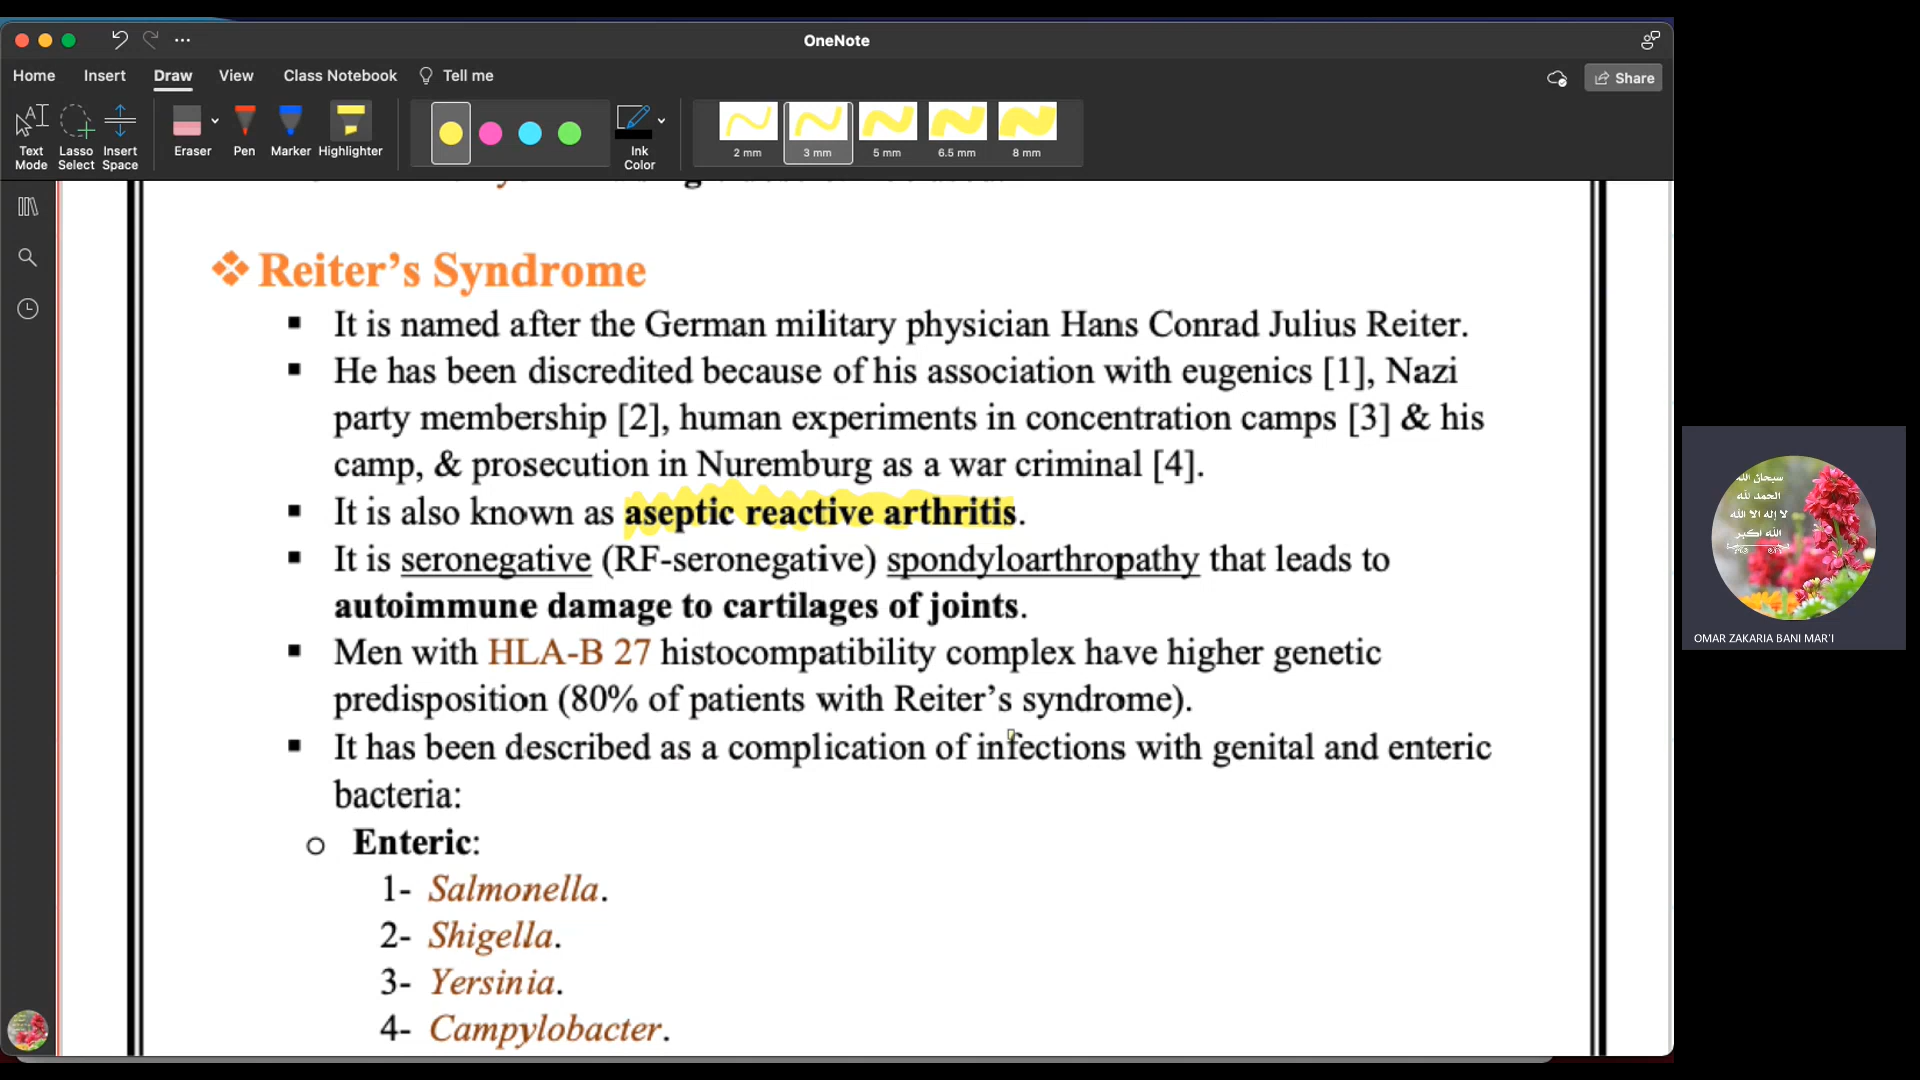 OneNote
Home Insert Draw View Class Notebook Tell me
Share
Text Mode
Lasso Select
Insert Space
Eraser
Pen
Marker
Highlighter
Ink Color
2 mm
3 mm
5 mm
6.5 mm
8 mm
❖ Reiter’s Syndrome
▪ It is named after the German military physician Hans Conrad Julius Reiter.
▪ He has been discredited because of his association with eugenics [1], Nazi
party membership [2], human experiments in concentration camps [3] & his
camp, & prosecution in Nuremburg as a war criminal [4].
▪ It is also known as aseptic reactive arthritis.
▪ It is seronegative (RF-seronegative) spondyloarthropathy that leads to
autoimmune damage to cartilages of joints.
▪ Men with HLA-B 27 histocompatibility complex have higher genetic
predisposition (80% of patients with Reiter’s syndrome).
▪ It has been described as a complication of infections with genital and enteric
bacteria:
o Enteric:
1- Salmonella.
2- Shigella.
3- Yersinia.
4- Campylobacter.
سبحان الله
الحمد لله
لا إله الا الله
الله اكبر
OMAR ZAKARIA BANI MAR'I